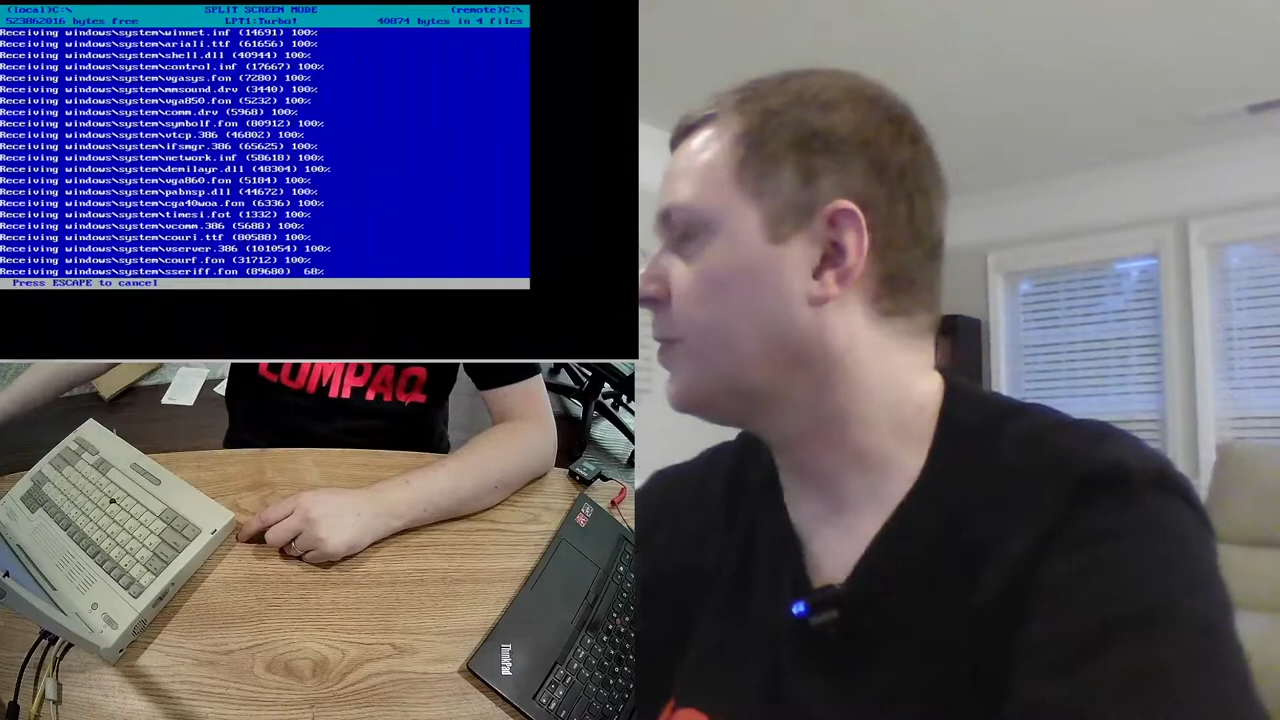 (local)C:\ SPLIT SCREEN MODE (remote)C:\
523862016 bytes free LPT1:Turbo! 40874 bytes in 4 files
Receiving windows\system\winnet.inf (14691) 100%
Receiving windows\system\ariali.ttf (61656) 100%
Receiving windows\system\shell.dll (40944) 100%
Receiving windows\system\control.inf (17667) 100%
Receiving windows\system\vgasys.fon (7280) 100%
Receiving windows\system\mmsound.drv (3440) 100%
Receiving windows\system\vga850.fon (5232) 100%
Receiving windows\system\comm.drv (5968) 100%
Receiving windows\system\symbolf.fon (80912) 100%
Receiving windows\system\vtcp.386 (46802) 100%
Receiving windows\system\ifsmgr.386 (65625) 100%
Receiving windows\system\network.inf (58618) 100%
Receiving windows\system\demilayr.dll (48304) 100%
Receiving windows\system\vga860.fon (5184) 100%
Receiving windows\system\pabnsp.dll (44672) 100%
Receiving windows\system\cga40woa.fon (6336) 100%
Receiving windows\system\timesi.fot (1332) 100%
Receiving windows\system\vcomm.386 (5688) 100%
Receiving windows\system\couri.ttf (80588) 100%
Receiving windows\system\vserver.386 (101054) 100%
Receiving windows\system\courf.fon (31712) 100%
Receiving windows\system\sseriff.fon (89680) 68%
Press ESCAPE to cancel
COMPAQ
ThinkPad